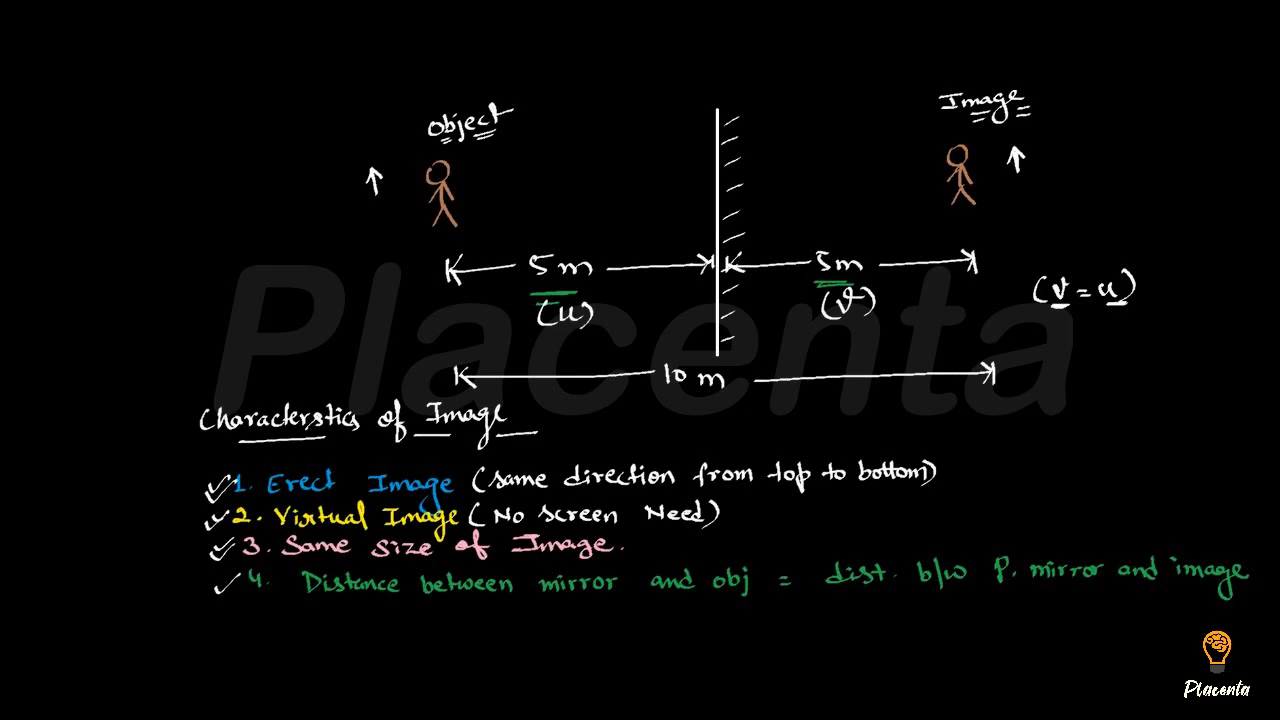 Object
Image
5m
5m
(u)
(v)
(v = u)
10 m
Characterstics of Image
1. Erect Image (same direction from top to bottom)
2. Virtual Image (No screen Need)
3. Same size of Image.
4. Distance between mirror and obj = dist. b/w P. mirror and image
Placenta
Placenta